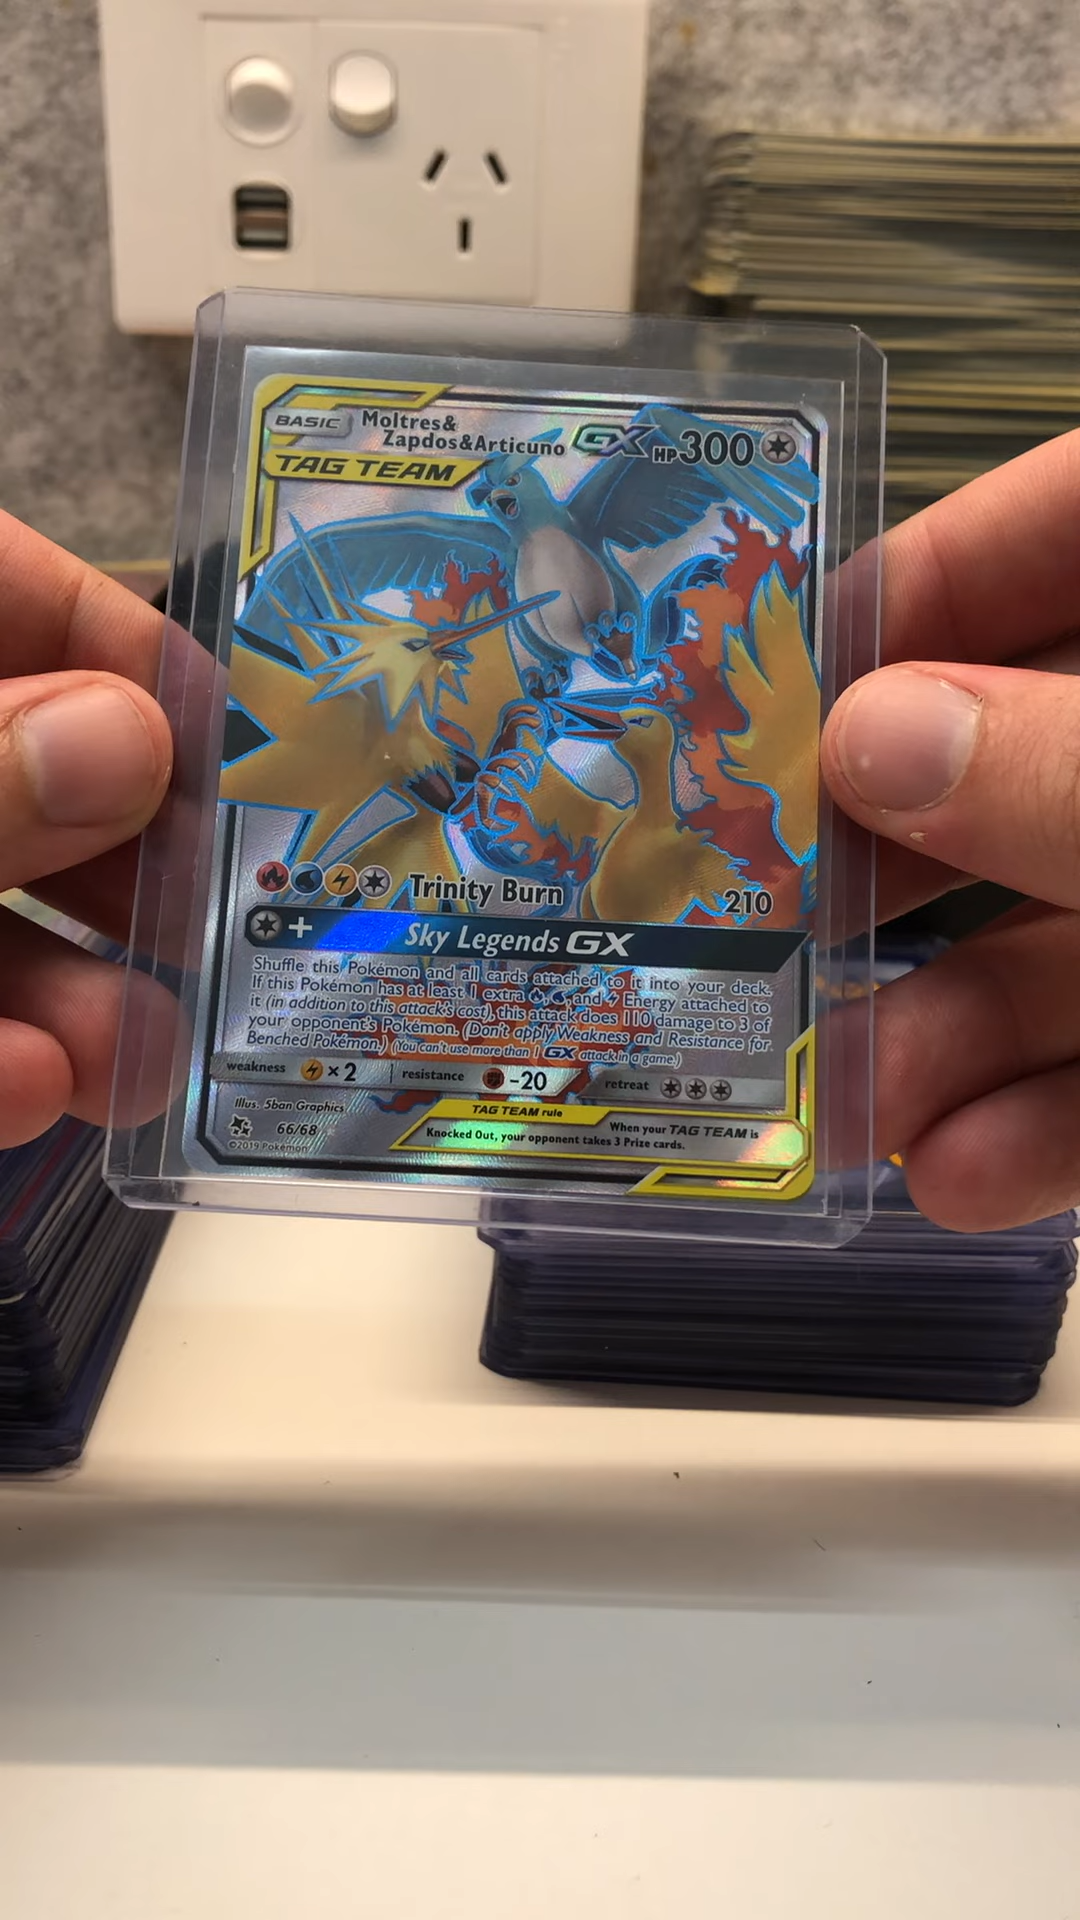 BASIC Moltres&
Zapdos&Articuno GX HP300
TAG TEAM
Trinity Burn 210
+ Sky Legends GX
Shuffle this Pokémon and all cards attached to it into your deck.
If this Pokémon has at least 1 extra , , and Energy attached to
it (in addition to this attack's cost), this attack does 110 damage to 3 of
your opponent's Pokémon. (Don't apply Weakness and Resistance for
Benched Pokémon.) (You can't use more than 1 GX attack in a game.)
weakness ×2 resistance -20 retreat
Illus. 5ban Graphics
66/68
©2019 Pokémon
TAG TEAM rule
When your TAG TEAM is
Knocked Out, your opponent takes 3 Prize cards.